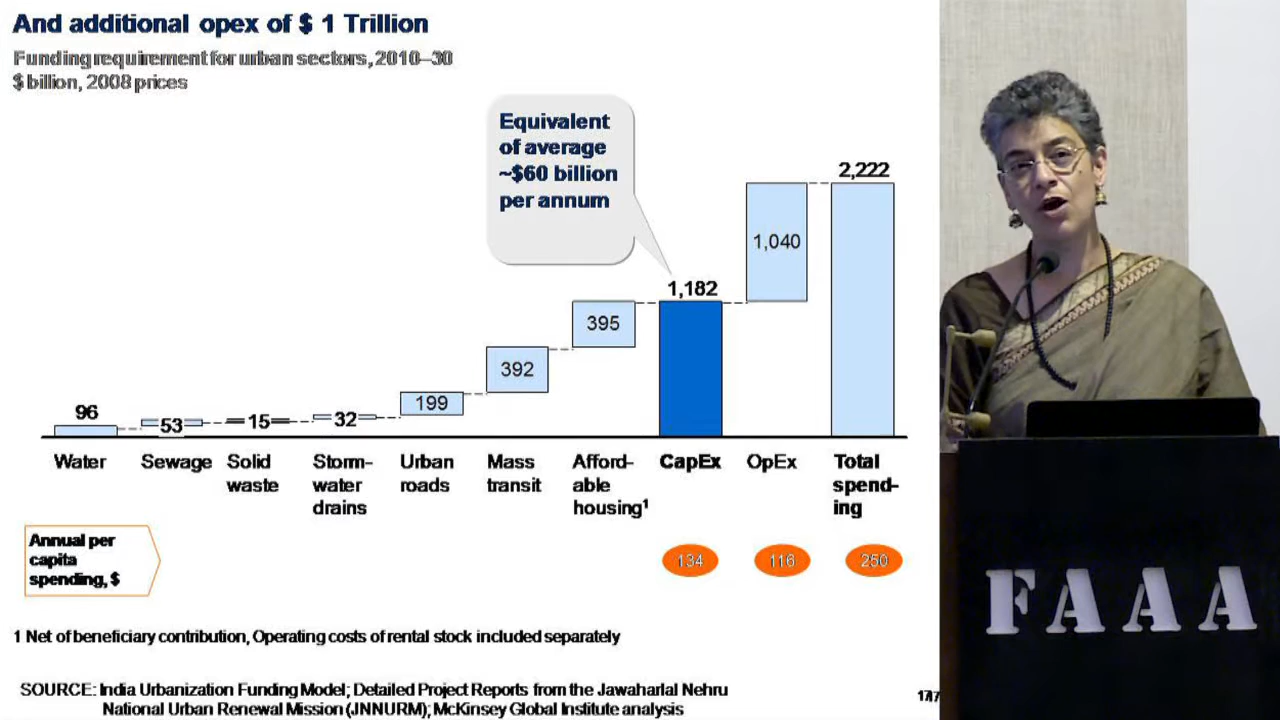 And additional opex of $ 1 Trillion
Funding requirement for urban sectors, 2010–30
$ billion, 2008 prices
Equivalent
of average
~$60 billion
per annum
2,222
1,040
1,182
395
392
199
96
53
15
32
Water
Sewage
Solid
waste
Storm-
water
drains
Urban
roads
Mass
transit
Afford-
able
housing¹
CapEx
OpEx
Total
spend-
ing
Annual per
capita
spending, $
134
116
250
1 Net of beneficiary contribution, Operating costs of rental stock included separately
SOURCE: India Urbanization Funding Model; Detailed Project Reports from the Jawaharlal Nehru
National Urban Renewal Mission (JNNURM); McKinsey Global Institute analysis
FAAA